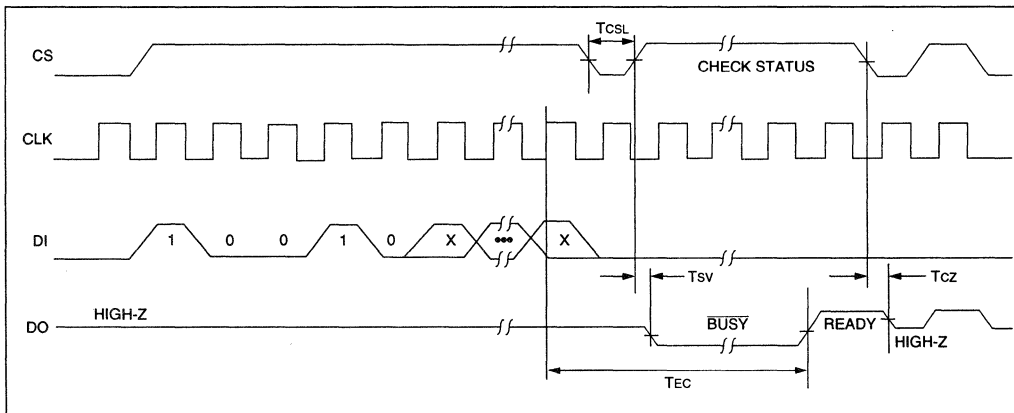 TCSL
CS
CHECK STATUS
CLK
DI
1 0 0 1 0 X ••• X
TSV
TCZ
DO
HIGH-Z
BUSY
READY
HIGH-Z
TEC